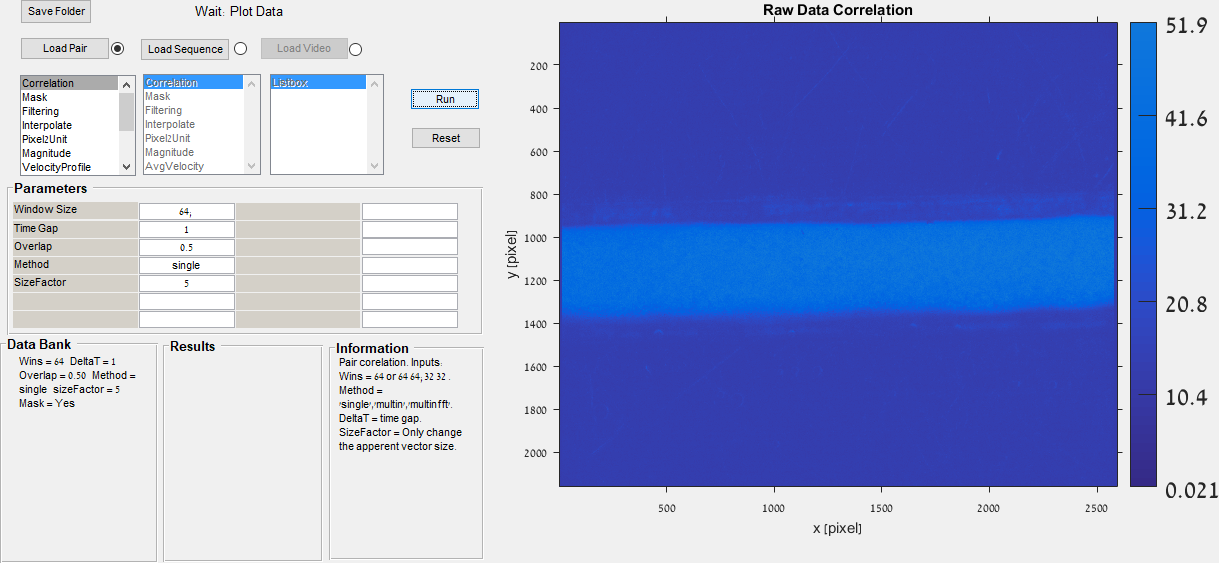 Save Folder
Wait: Plot Data
Load Pair
Load Sequence
Load Video
Correlation
Mask
Filtering
Interpolate
Pixel2Unit
Magnitude
VelocityProfile
Correlation
Mask
Filtering
Interpolate
Pixel2Unit
Magnitude
AvgVelocity
Listbox
Run
Reset
Parameters
Window Size 64;
Time Gap 1
Overlap 0.5
Method single
SizeFactor 5
Data Bank
Wins = 64 DeltaT = 1
Overlap = 0.50 Method =
single sizeFactor = 5
Mask = Yes
Results
Information
Pair corelation. Inputs:
Wins = 64 or 64 64; 32 32 .
Method =
'single','multin','multinfft'.
DeltaT = time gap.
SizeFactor = Only change
the apperent vector size.
Raw Data Correlation
y [pixel]
200
400
600
800
1000
1200
1400
1600
1800
2000
500 1000 1500 2000 2500
x [pixel]
51.9
41.6
31.2
20.8
10.4
0.021